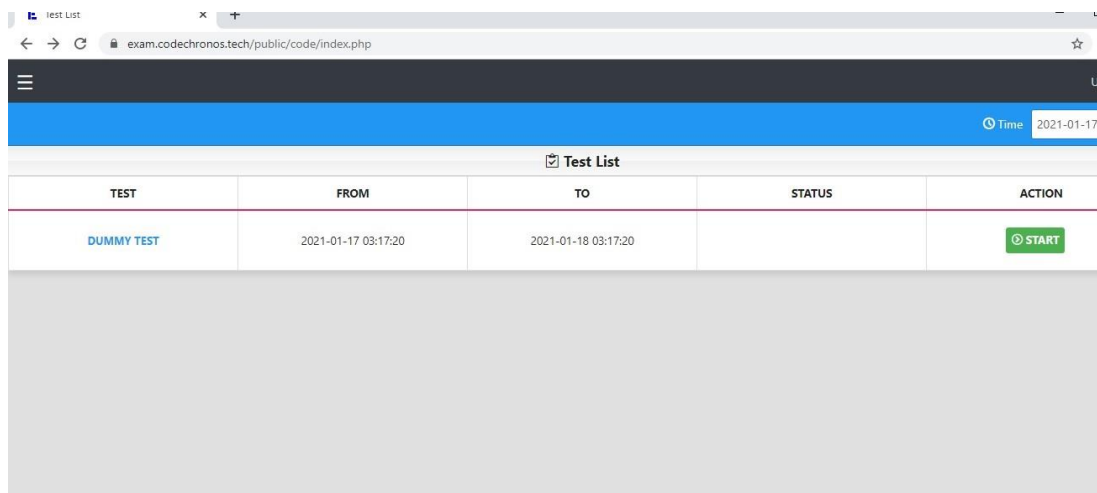 Test List
exam.codechronos.tech/public/code/index.php
Time 2021-01-17
Test List
TEST FROM TO STATUS ACTION
DUMMY TEST 2021-01-17 03:17:20 2021-01-18 03:17:20 START